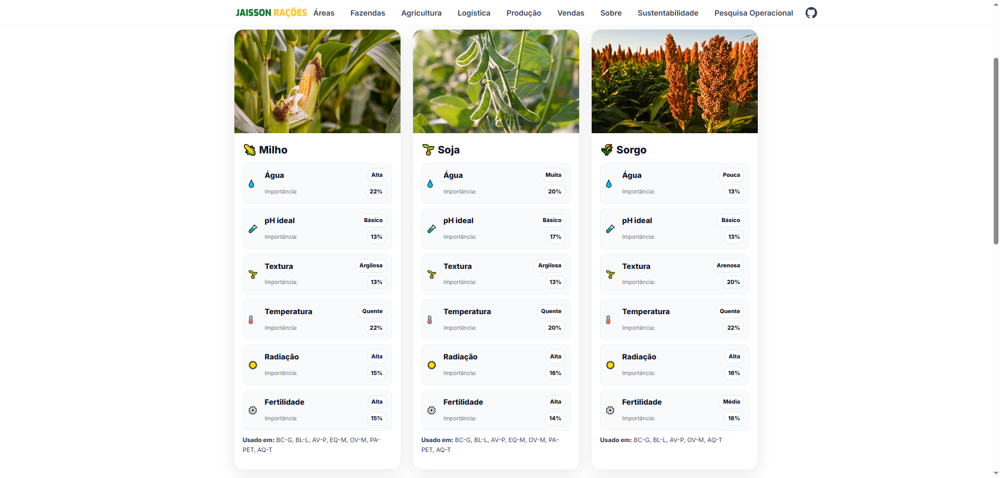 JAISSON RAÇÕES Áreas Fazendas Agricultura Logística Produção Vendas Sobre Sustentabilidade Pesquisa Operacional
Milho
Água Alta
Importância: 22%
pH ideal Básico
Importância: 13%
Textura Argilosa
Importância: 13%
Temperatura Quente
Importância: 22%
Radiação Alta
Importância: 15%
Fertilidade Alta
Importância: 15%
Usado em: BC-G, BL-L, AV-P, EQ-M, OV-M, PA-
PET, AQ-T
Soja
Água Muita
Importância: 20%
pH ideal Básico
Importância: 17%
Textura Argilosa
Importância: 13%
Temperatura Quente
Importância: 20%
Radiação Alta
Importância: 16%
Fertilidade Alta
Importância: 14%
Usado em: BC-G, BL-L, AV-P, EQ-M, OV-M, PA-
PET, AQ-T
Sorgo
Água Pouca
Importância: 13%
pH ideal Básico
Importância: 13%
Textura Arenosa
Importância: 20%
Temperatura Quente
Importância: 22%
Radiação Alta
Importância: 16%
Fertilidade Média
Importância: 16%
Usado em: BC-G, BL-L, AV-P, OV-M, AQ-T